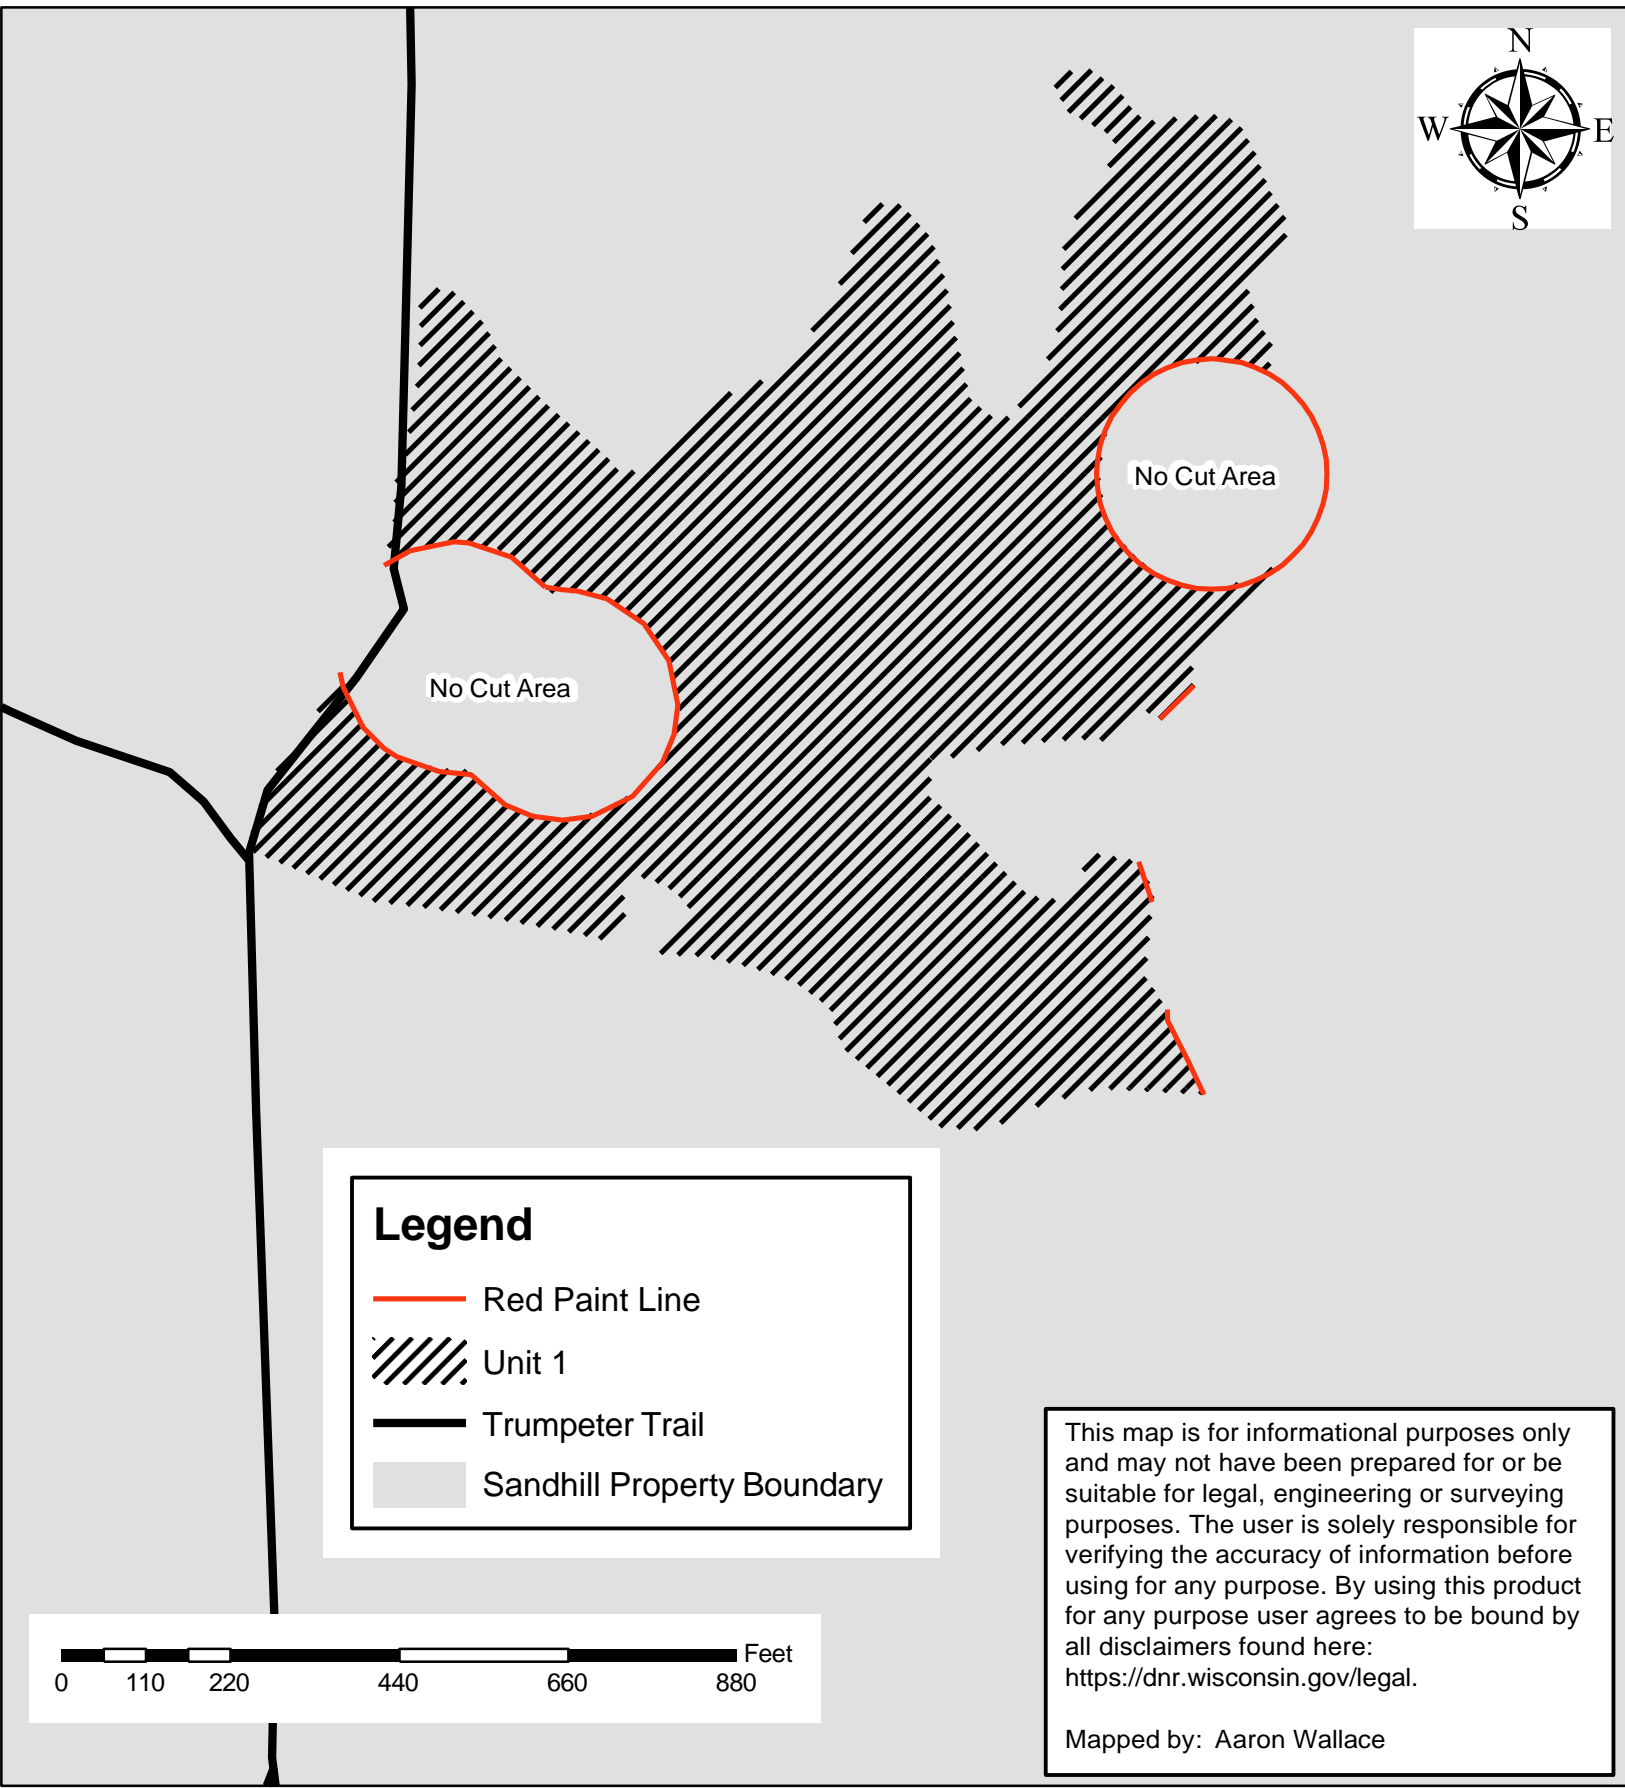 N
W
E
S
No Cut Area
No Cut Area
Legend
Red Paint Line
Unit 1
Trumpeter Trail
Sandhill Property Boundary
Feet
0 110 220 440 660 880
This map is for informational purposes only
and may not have been prepared for or be
suitable for legal, engineering or surveying
purposes. The user is solely responsible for
verifying the accuracy of information before
using for any purpose. By using this product
for any purpose user agrees to be bound by
all disclaimers found here:
https://dnr.wisconsin.gov/legal.
Mapped by:  Aaron Wallace